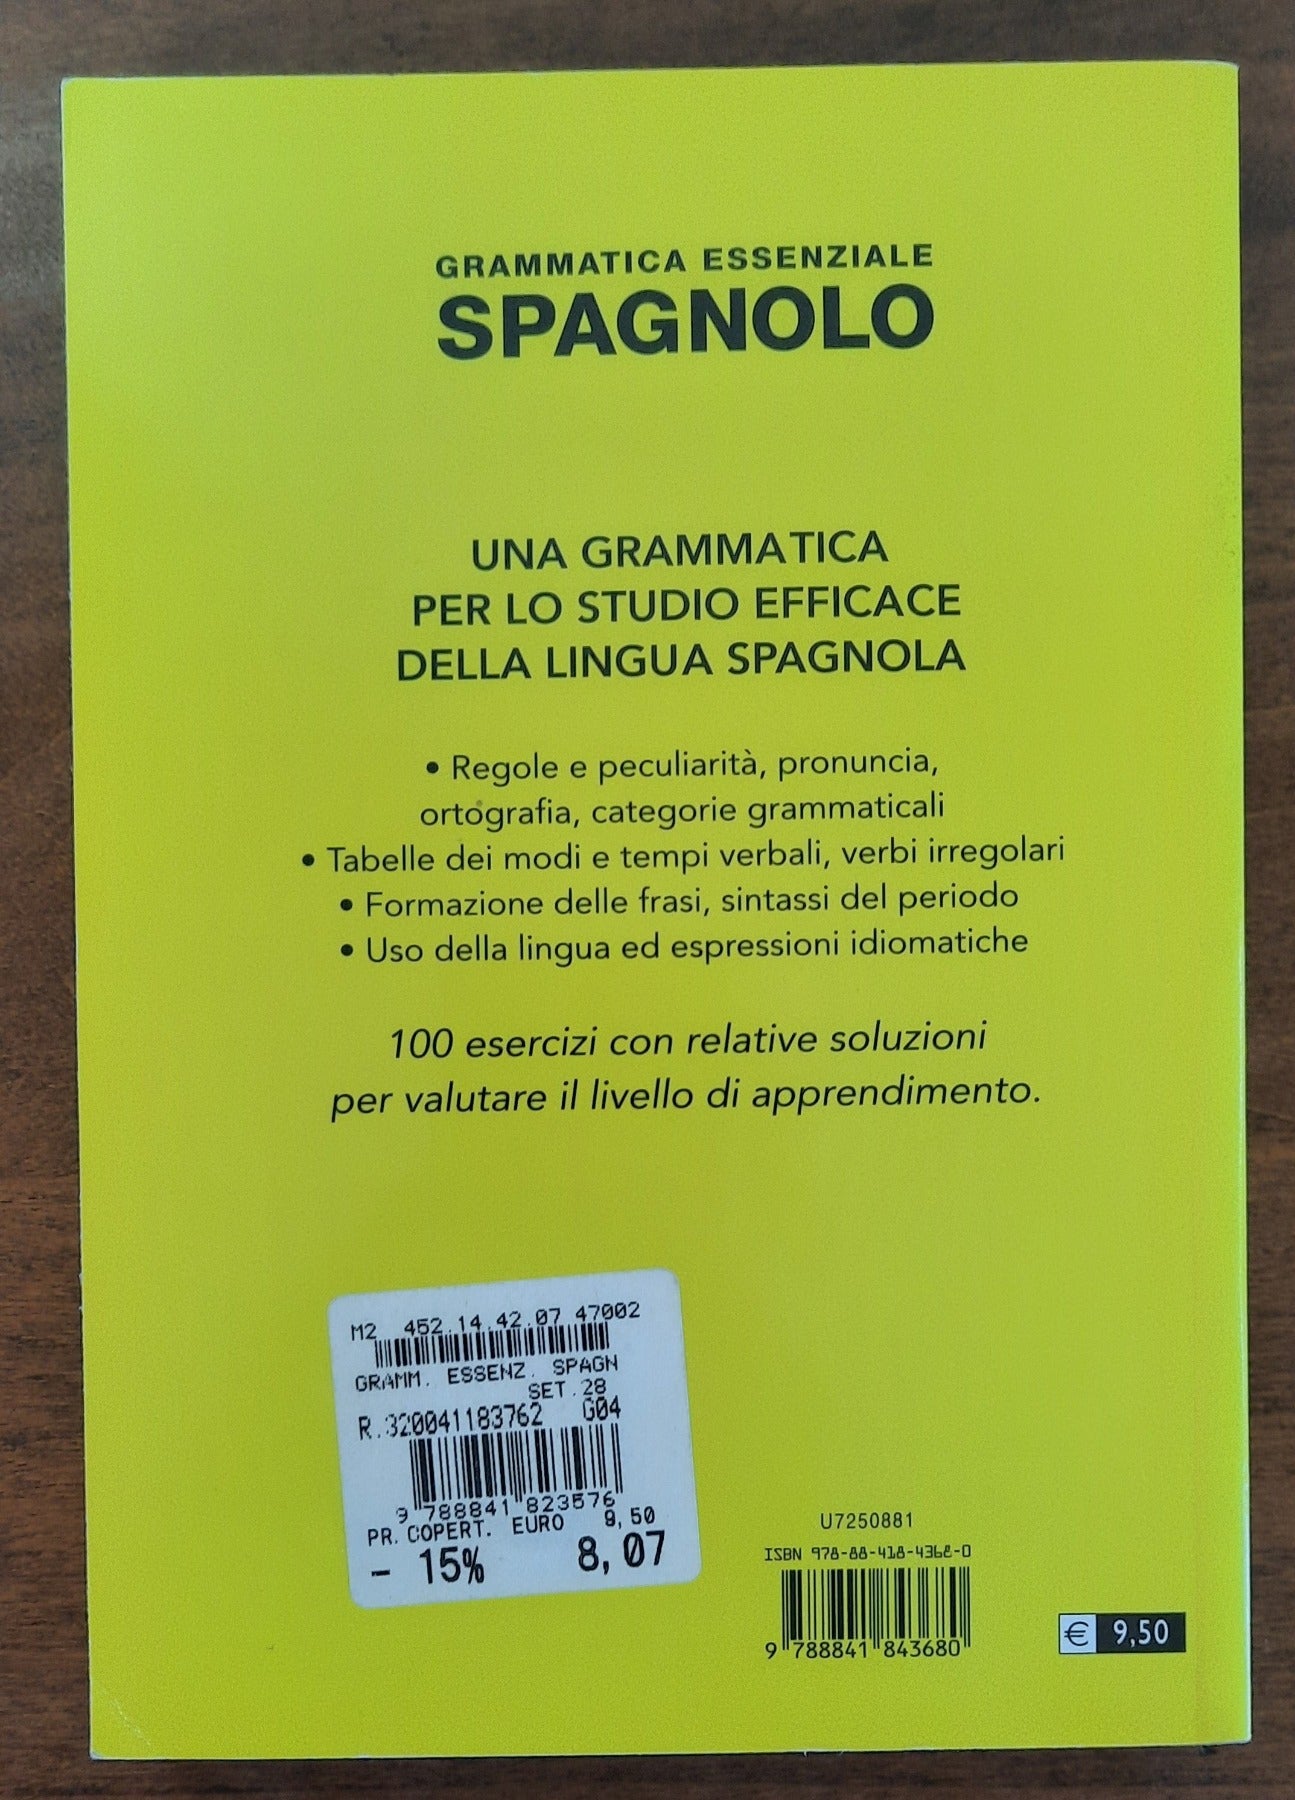 GRAMMATICA ESSENZIALE
SPAGNOLO
UNA GRAMMATICA
PER LO STUDIO EFFICACE
DELLA LINGUA SPAGNOLA
• Regole e peculiarità, pronuncia,
ortografia, categorie grammaticali
• Tabelle dei modi e tempi verbali, verbi irregolari
• Formazione delle frasi, sintassi del periodo
• Uso della lingua ed espressioni idiomatiche
100 esercizi con relative soluzioni
per valutare il livello di apprendimento.
M2 452.14.42.07 47002
GRAMM. ESSENZ. SPAGN
SET.28
R.320041183762 G04
9 788841 823576
PR. COPERT. EURO 9,50
- 15% 8,07
U7250881
ISBN 978-88-418-4368-0
9 788841 843680
€ 9,50